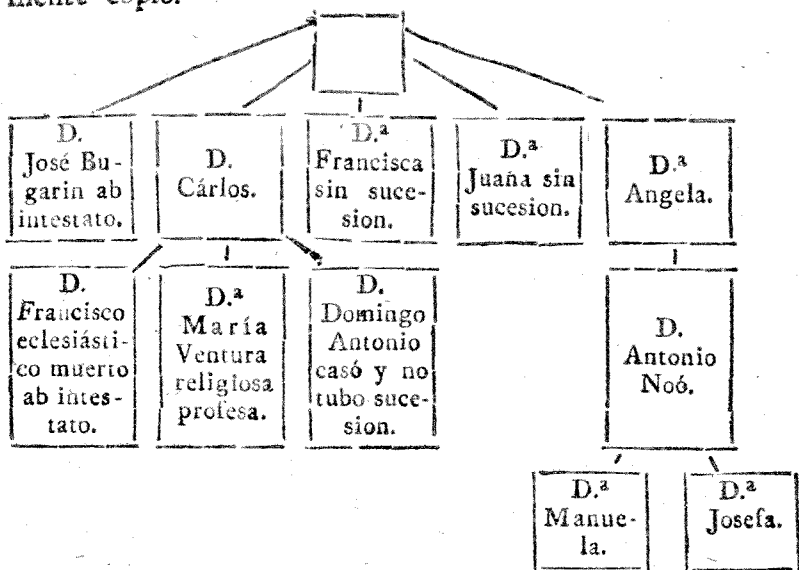 mente copio.
D.
José Bu-
garin ab
intestato.
D.
Cárlos.
D.ª
Francisca
sin suce-
sion.
D.ª
Juana sin
sucesion.
D.ª
Angela.
D.
Francisco
eclesiásti-
co muerto
ab intes-
tato.
D.ª
María
Ventura
religiosa
profesa.
D.
Domingo
Antonio
casó y no
tubo suce-
sion.
D.
Antonio
Noó.
D.ª
Manue-
la.
D.ª
Josefa.